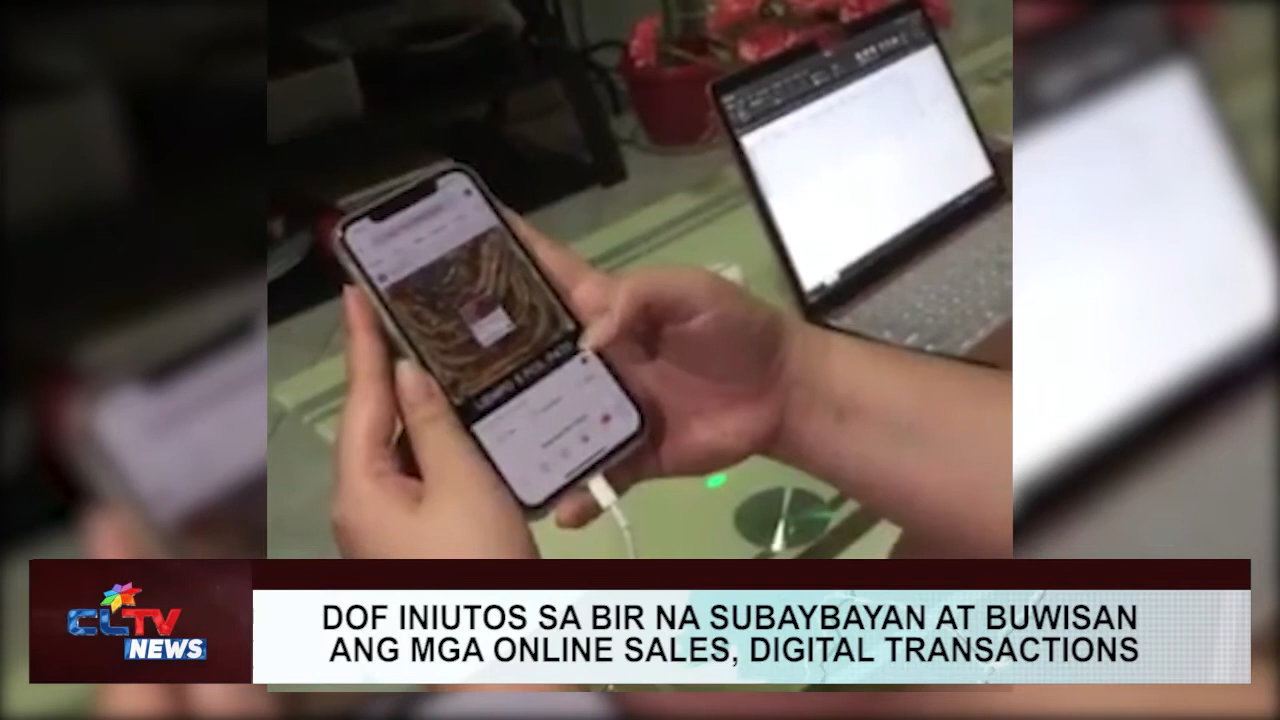 CLTV
NEWS
DOF INIUTOS SA BIR NA SUBAYBAYAN AT BUWISAN
ANG MGA ONLINE SALES, DIGITAL TRANSACTIONS